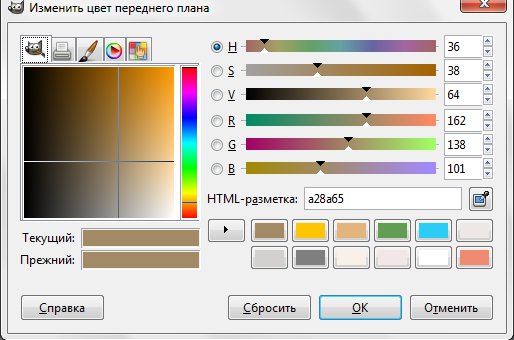 Изменить цвет переднего плана
H 36
S 38
V 64
R 162
G 138
B 101
HTML-разметка: a28a65
Текущий:
Прежний:
Справка Сбросить OK Отменить